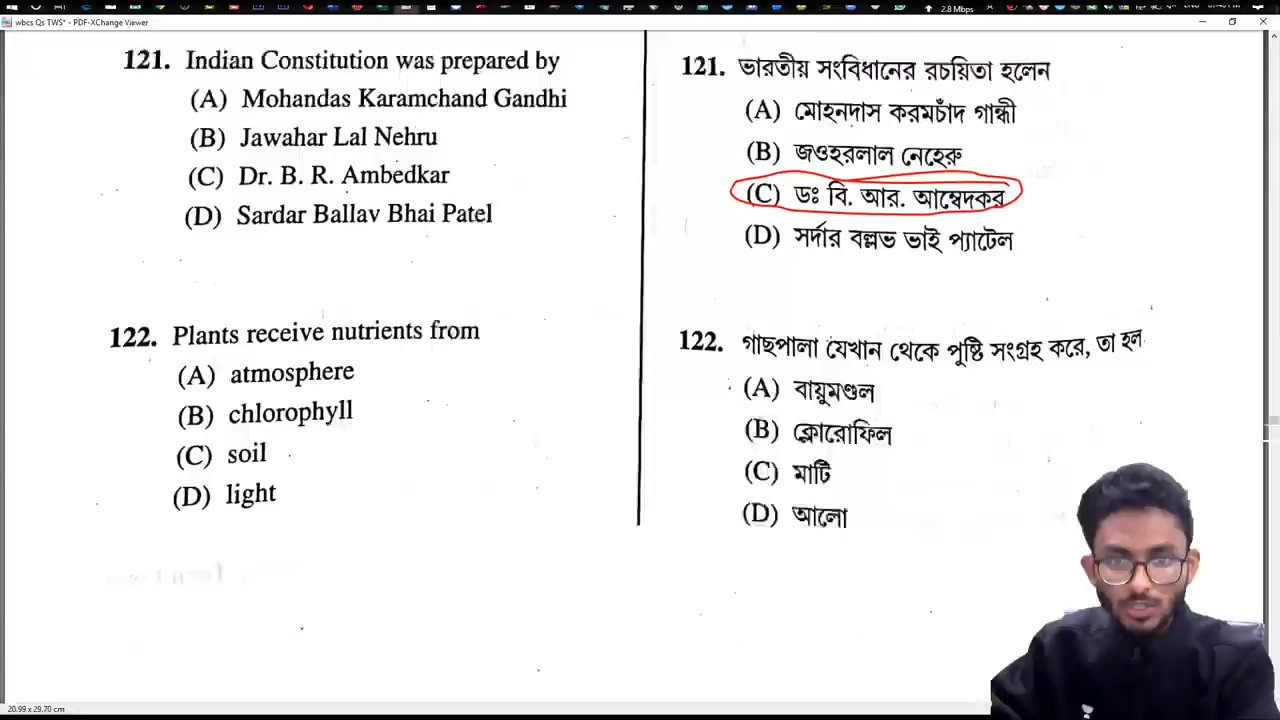 wbcs Qs TWS* - PDF-XChange Viewer
2.8 Mbps
121. Indian Constitution was prepared by
(A) Mohandas Karamchand Gandhi
(B) Jawahar Lal Nehru
(C) Dr. B. R. Ambedkar
(D) Sardar Ballav Bhai Patel
122. Plants receive nutrients from
(A) atmosphere
(B) chlorophyll
(C) soil
(D) light
121. ভারতীয় সংবিধানের রচয়িতা হলেন
(A) মোহনদাস করমচাঁদ গান্ধী
(B) জওহরলাল নেহেরু
(C) ডঃ বি. আর. আম্বেদকর
(D) সর্দার বল্লভ ভাই প্যাটেল
122. গাছপালা যেখান থেকে পুষ্টি সংগ্রহ করে, তা হল
(A) বায়ুমণ্ডল
(B) ক্লোরোফিল
(C) মাটি
(D) আলো
20.99 x 29.70 cm